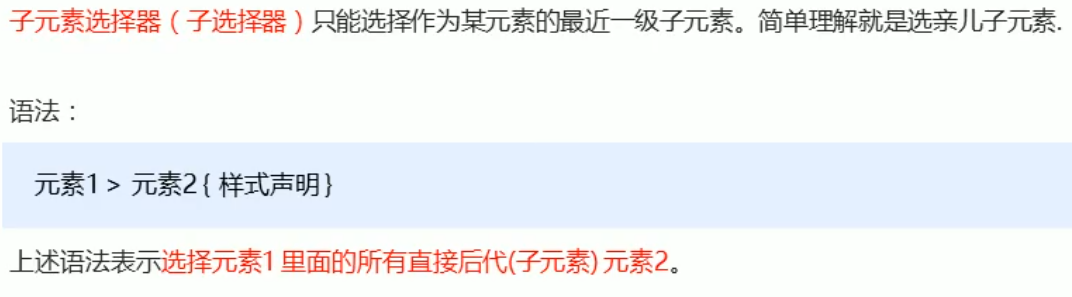 子元素选择器（子选择器）只能选择作为某元素的最近一级子元素。简单理解就是选亲儿子元素.
语法：
元素1 > 元素2 { 样式声明 }
上述语法表示选择元素1 里面的所有直接后代(子元素) 元素2。